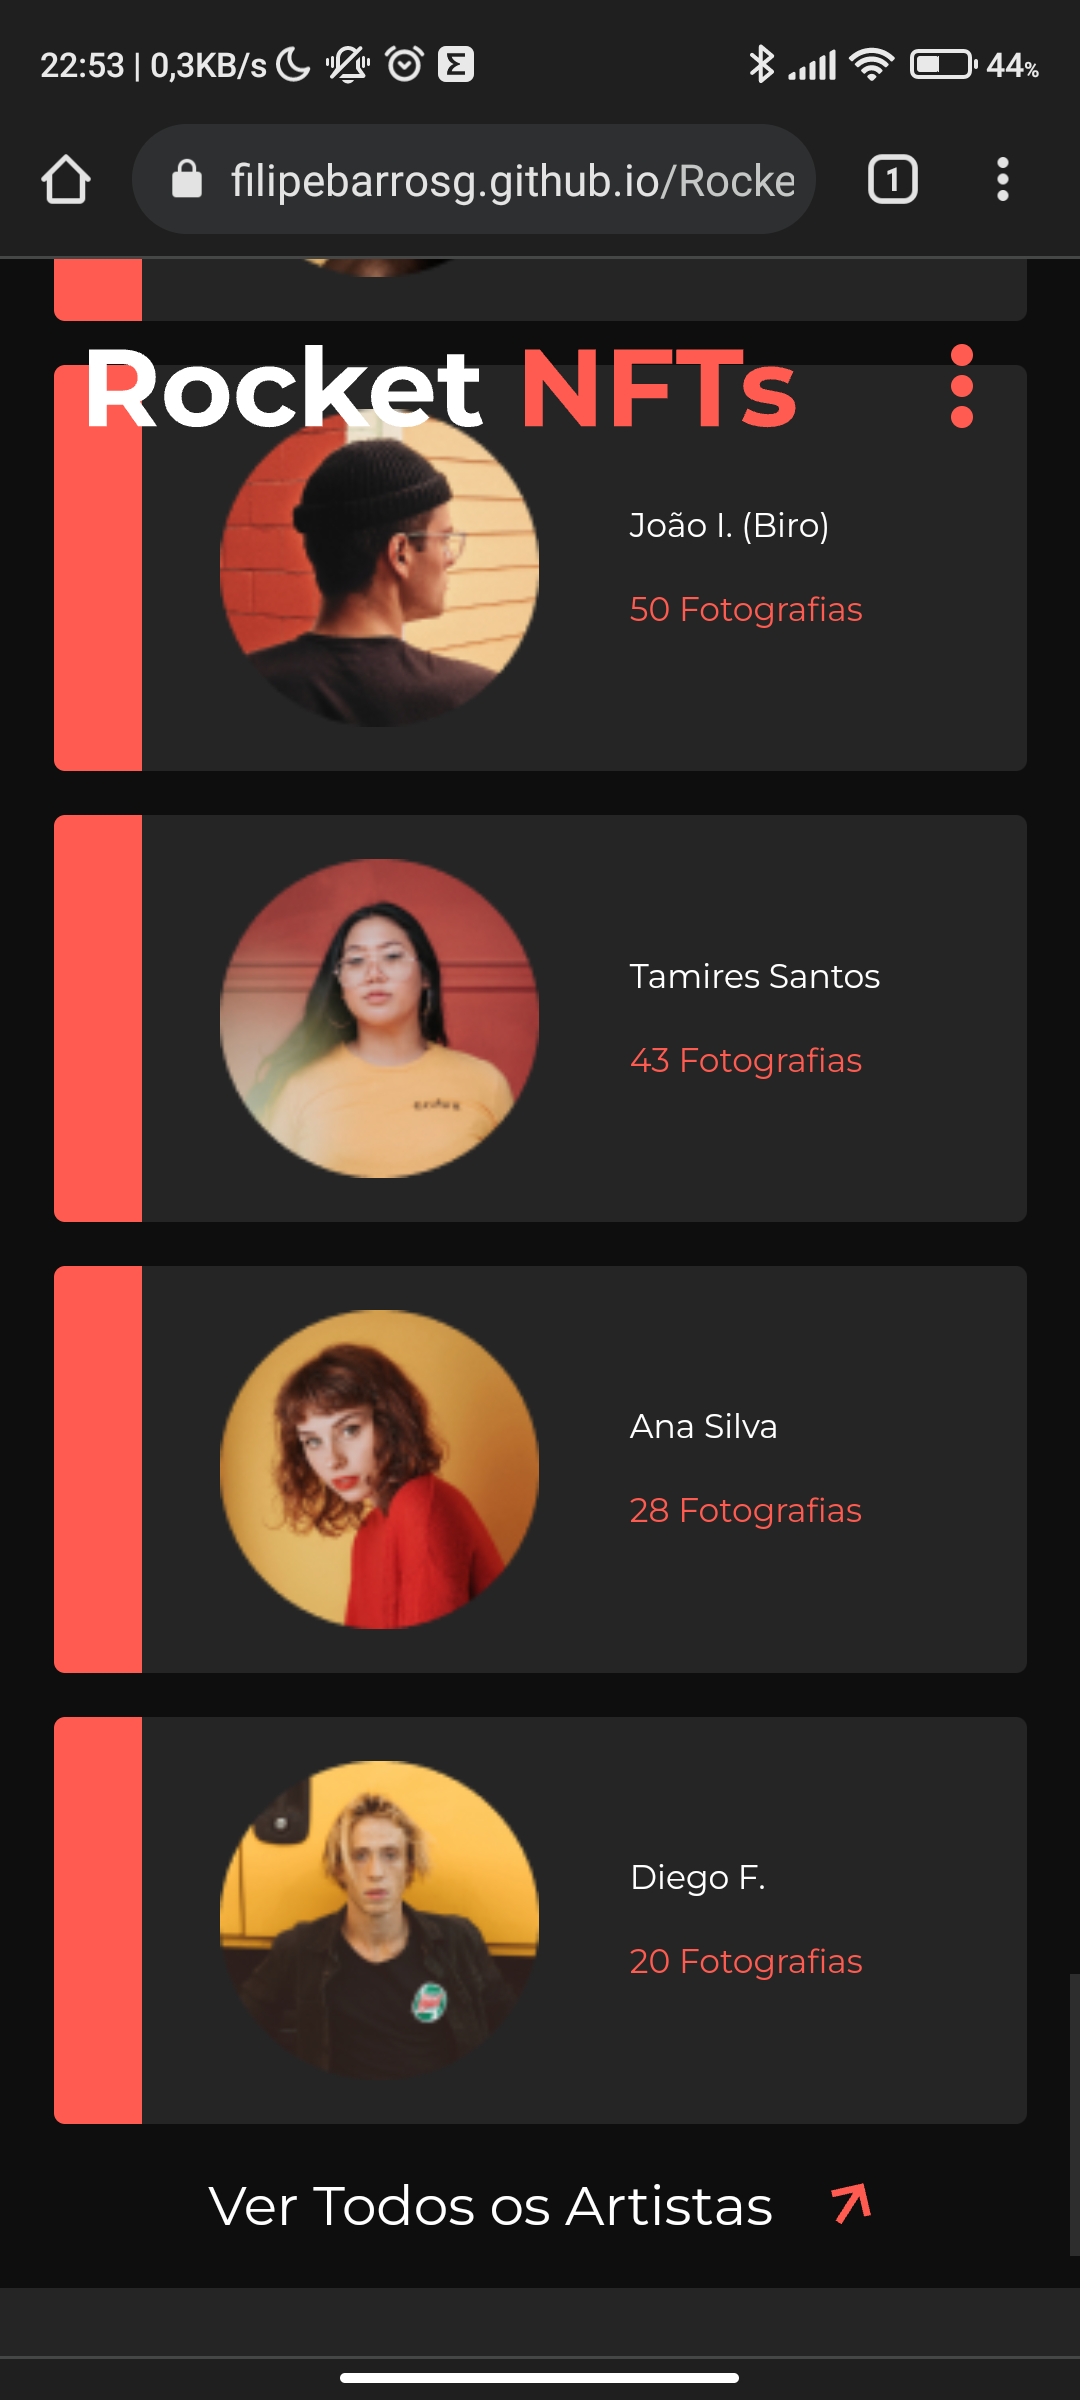 22:53 | 0,3KB/s
44%
filipebarrosg.github.io/Rocke
1
Rocket NFTs
João I. (Biro)
50 Fotografias
Tamires Santos
43 Fotografias
Ana Silva
28 Fotografias
Diego F.
20 Fotografias
Ver Todos os Artistas